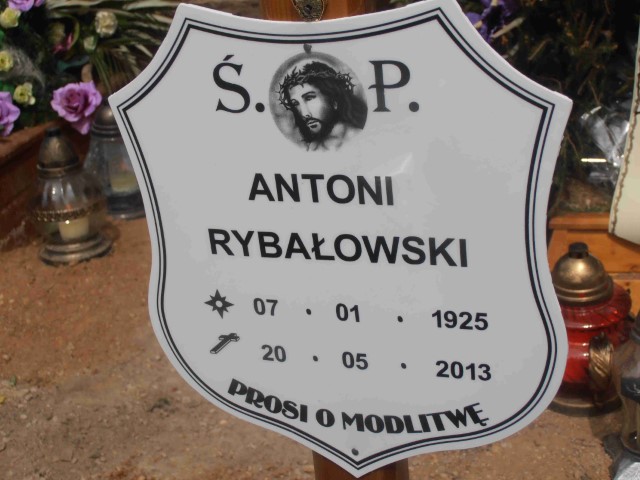 Ś. P.
ANTONI
RYBAŁOWSKI
07 · 01 · 1925
20 · 05 · 2013
PROSI O MODLITWĘ